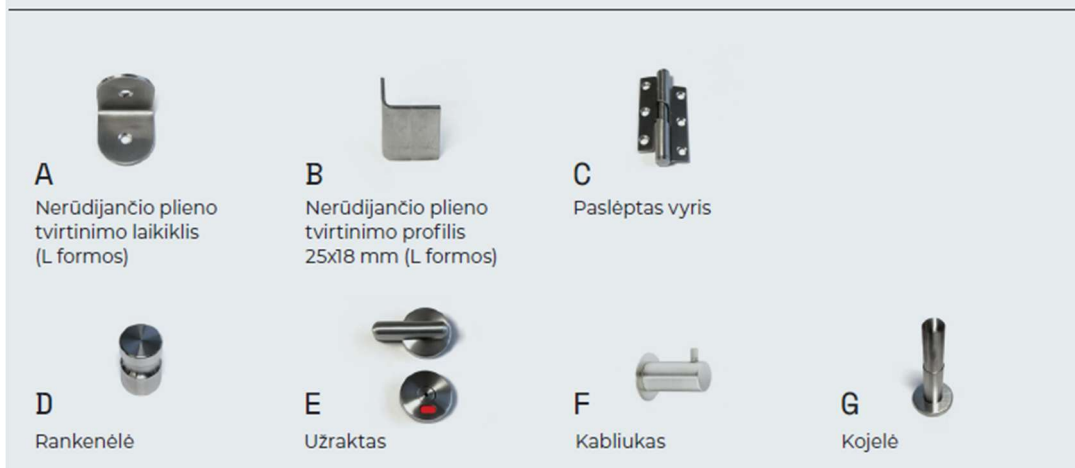 A
Nerūdijančio plieno
tvirtinimo laikiklis
(L formos)
B
Nerūdijančio plieno
tvirtinimo profilis
25x18 mm (L formos)
C
Paslėptas vyris
D
Rankenėlė
E
Užraktas
F
Kabliukas
G
Kojelė